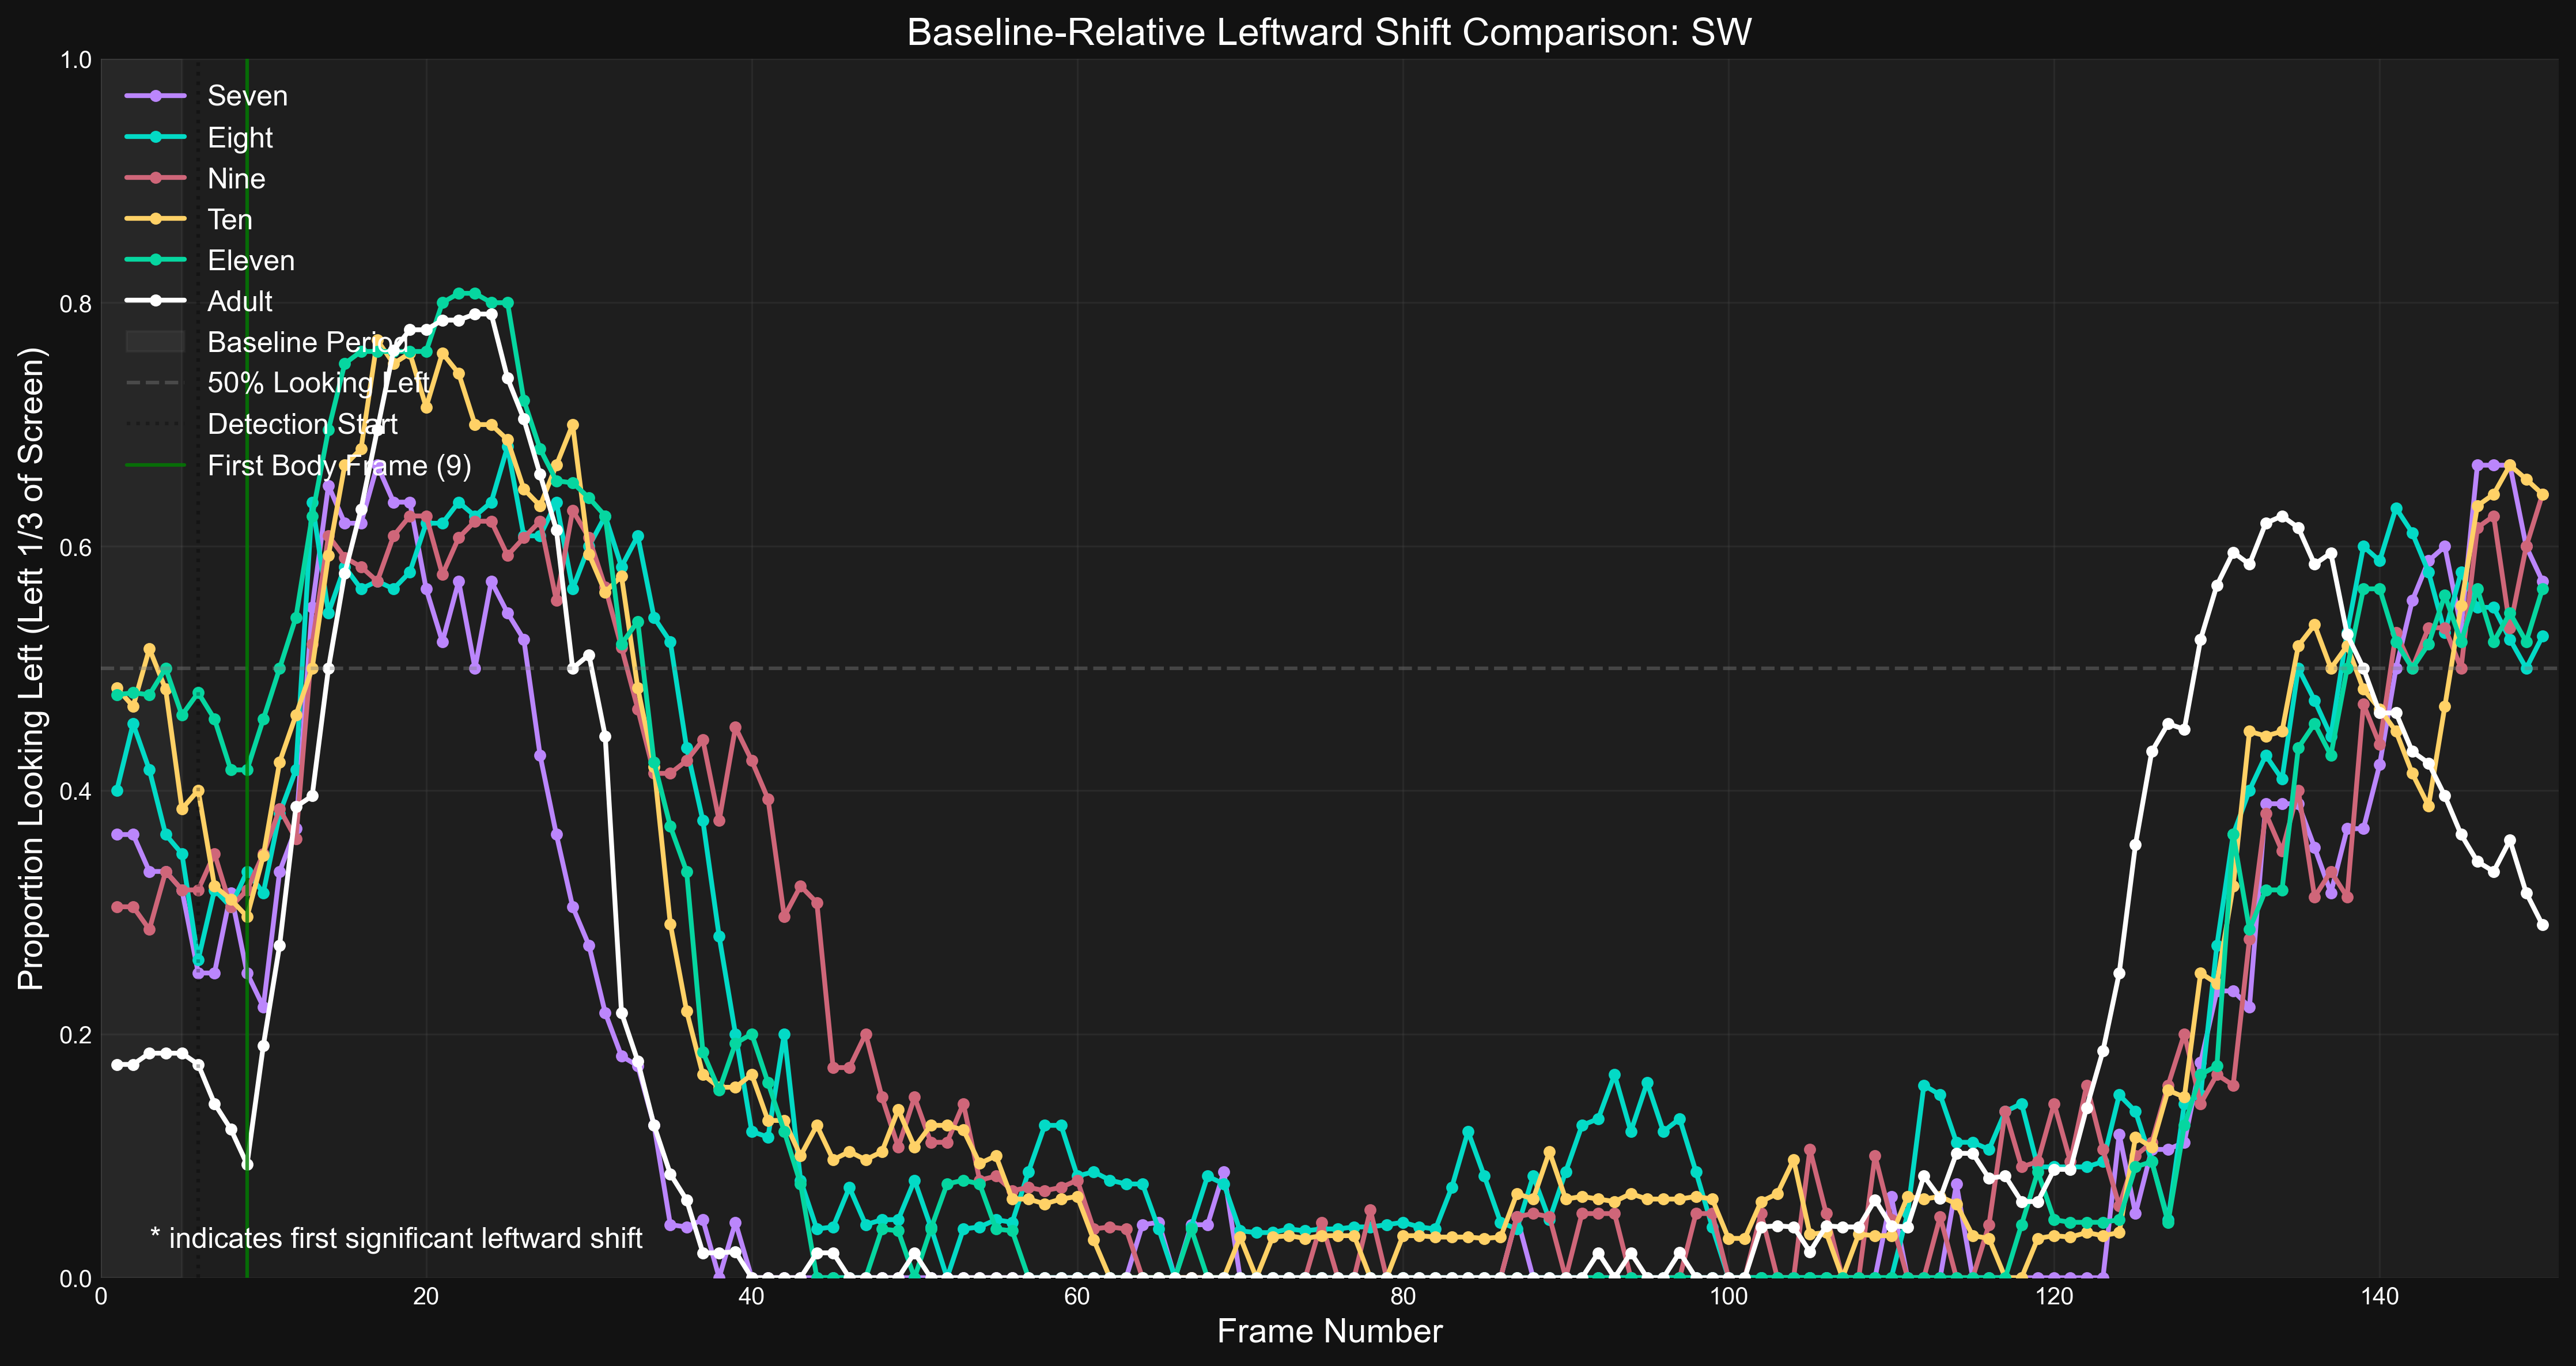 Baseline-Relative Leftward Shift Comparison: SW
Proportion Looking Left (Left 1/3 of Screen)
1.0
0.8
0.6
0.4
0.2
0.0
Seven
Eight
Nine
Ten
Eleven
Adult
Baseline Period
50% Looking Left
Detection Start
First Body Frame (9)
* indicates first significant leftward shift
0 20 40 60 80 100 120 140
Frame Number